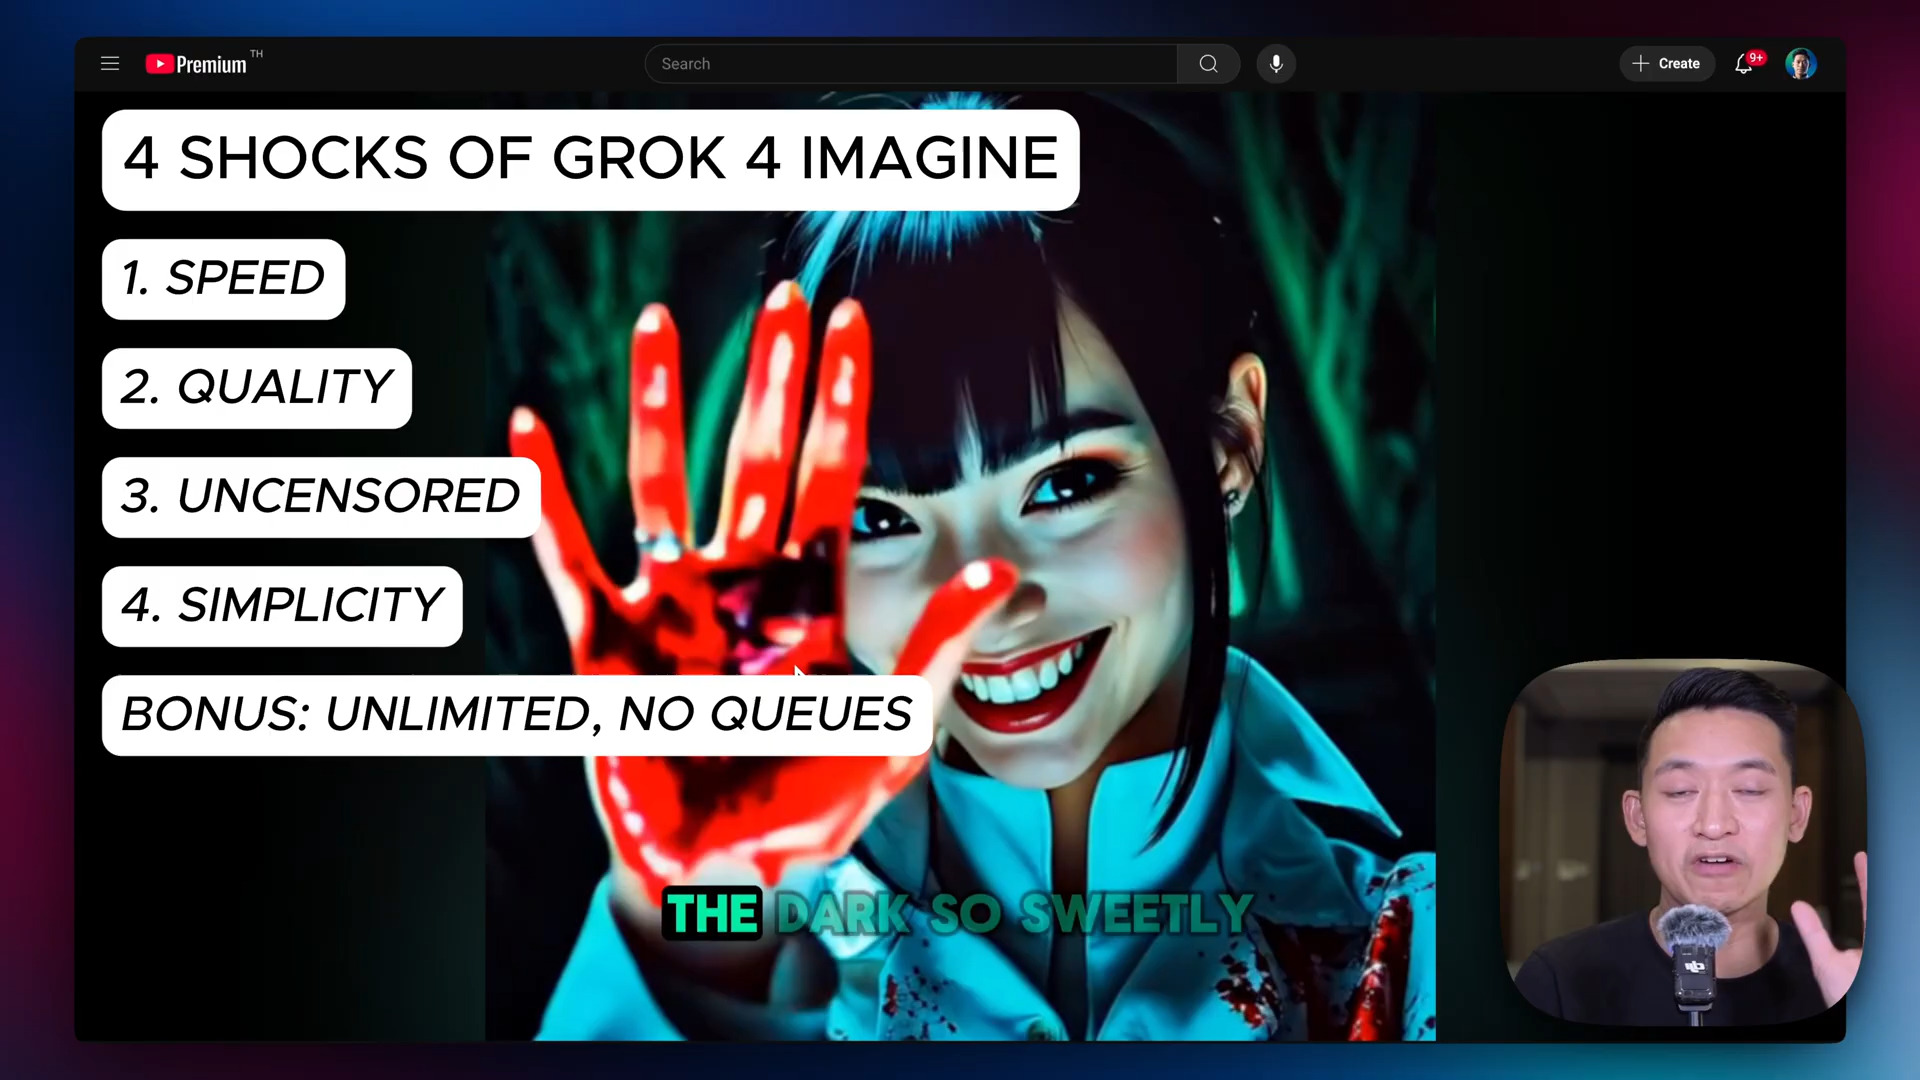 Premium TH
Search
Create
9+
4 SHOCKS OF GROK 4 IMAGINE
1. SPEED
2. QUALITY
3. UNCENSORED
4. SIMPLICITY
BONUS: UNLIMITED, NO QUEUES
THE DARK SO SWEETLY
dji